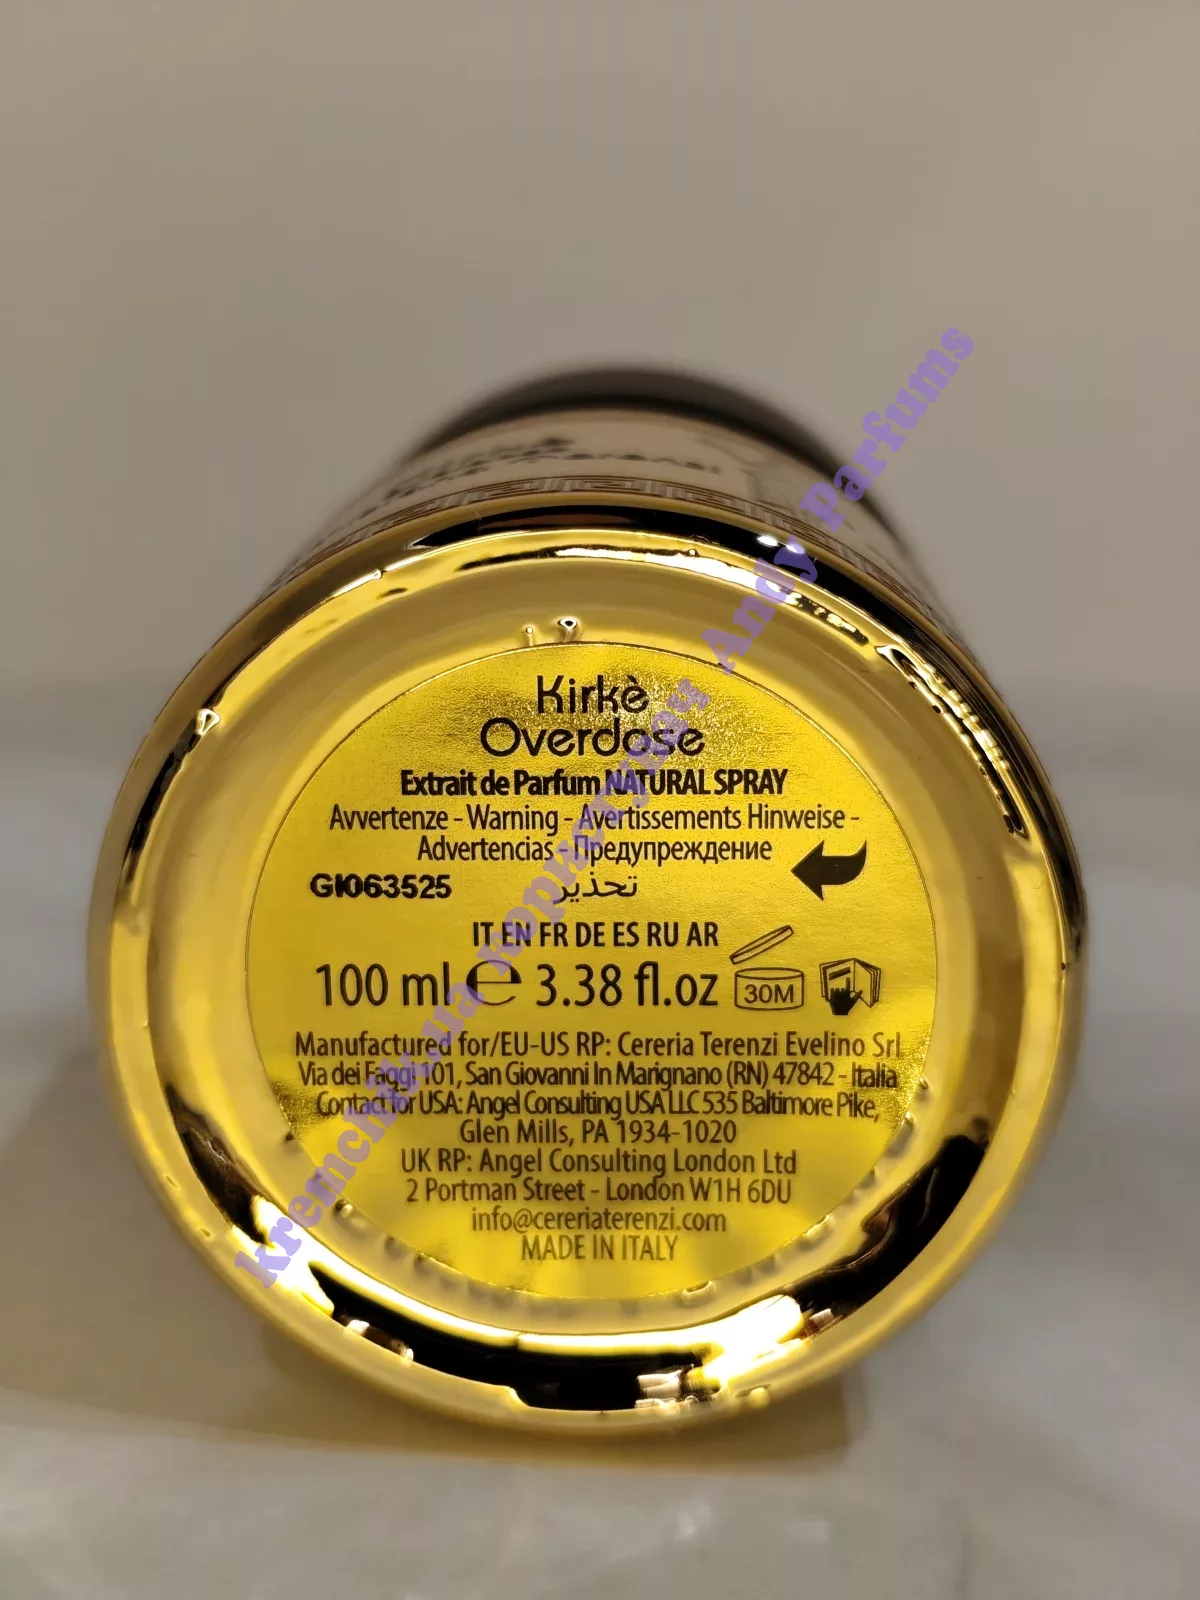 Kirkè
Overdose
Extrait de Parfum NATURAL SPRAY
Avvertenze - Warning - Avertissements Hinweise -
Advertencias - Предупреждение
GI063525 تحذير
IT EN FR DE ES RU AR
100 ml ℮ 3.38 fl.oz 30M
Manufactured for/EU-US RP: Cereria Terenzi Evelino Srl
Via dei Faggi 101, San Giovanni In Marignano (RN) 47842 - Italia
Contact for USA: Angel Consulting USA LLC 535 Baltimore Pike,
Glen Mills, PA 1934-1020
UK RP: Angel Consulting London Ltd
2 Portman Street - London W1H 6DU
info@cereriaterenzi.com
MADE IN ITALY
kremchik.ua користувач Andy Parfums